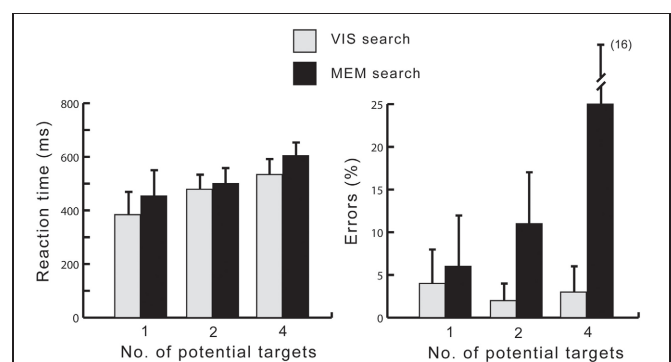 VIS search
MEM search
(16)
Reaction time (ms)
800
600
400
200
0
1 2 4
No. of potential targets
Errors (%)
25
20
15
10
5
0
1 2 4
No. of potential targets